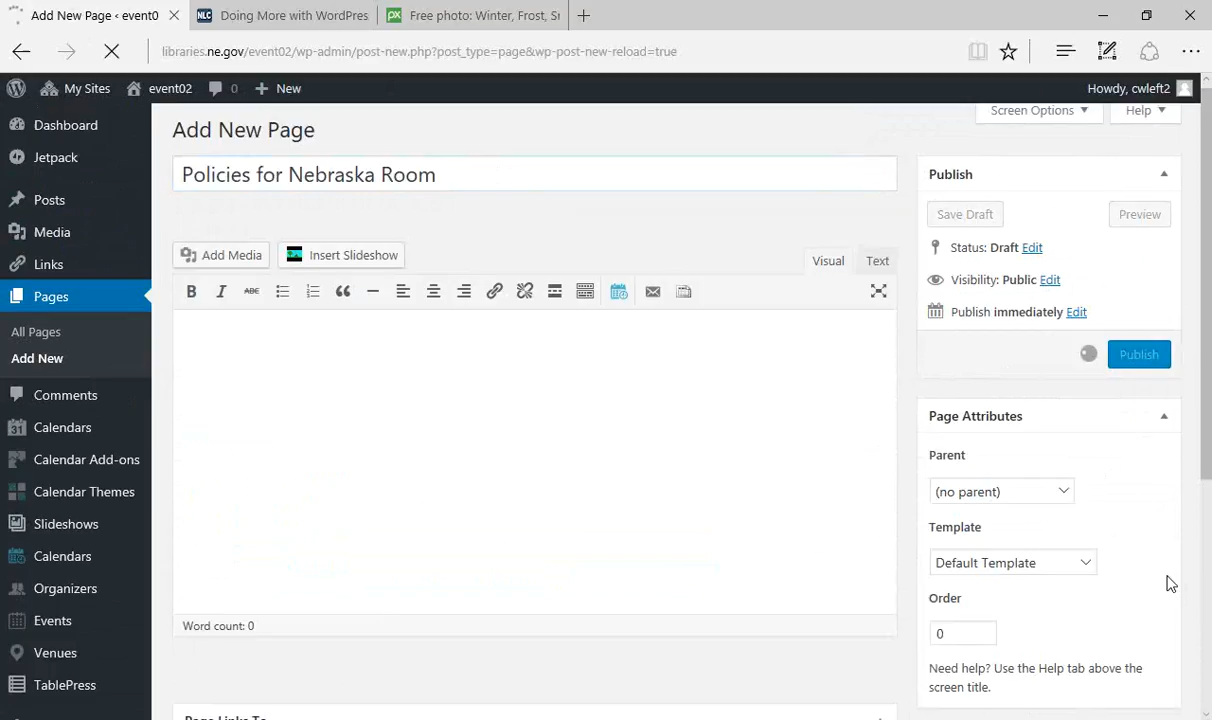 Add New Page ‹ event0
Doing More with WordPres
Free photo: Winter, Frost, Sr
libraries.ne.gov/event02/wp-admin/post-new.php?post_type=page&wp-post-new-reload=true
My Sites event02 0 New Howdy, cwleft2
Screen Options Help
Dashboard
Jetpack
Posts
Media
Links
Pages
All Pages
Add New
Comments
Calendars
Calendar Add-ons
Calendar Themes
Slideshows
Calendars
Organizers
Events
Venues
TablePress
Add New Page
Policies for Nebraska Room
Add Media Insert Slideshow
Visual Text
B I ABC
Word count: 0
Page Links To
Publish
Save Draft Preview
Status: Draft Edit
Visibility: Public Edit
Publish immediately Edit
Publish
Page Attributes
Parent
(no parent)
Template
Default Template
Order
0
Need help? Use the Help tab above the
screen title.